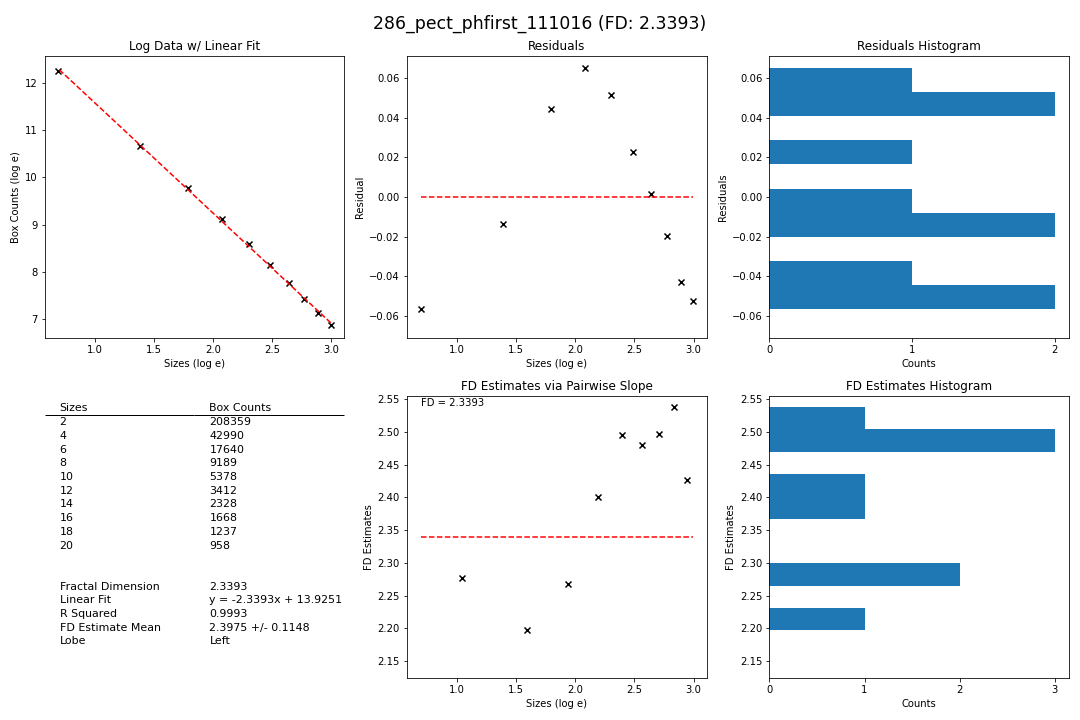 286_pect_phfirst_111016 (FD: 2.3393)
Log Data w/ Linear Fit
Box Counts (log e)
12
11
10
9
8
7
1.0 1.5 2.0 2.5 3.0
Sizes (log e)
Residuals
Residual
0.06
0.04
0.02
0.00
−0.02
−0.04
−0.06
1.0 1.5 2.0 2.5 3.0
Sizes (log e)
Residuals Histogram
Residuals
0.06
0.04
0.02
0.00
−0.02
−0.04
−0.06
0 1 2
Counts
Sizes Box Counts
2 208359
4 42990
6 17640
8 9189
10 5378
12 3412
14 2328
16 1668
18 1237
20 958
Fractal Dimension 2.3393
Linear Fit y = -2.3393x + 13.9251
R Squared 0.9993
FD Estimate Mean 2.3975 +/- 0.1148
Lobe Left
FD Estimates via Pairwise Slope
FD = 2.3393
FD Estimates
2.55
2.50
2.45
2.40
2.35
2.30
2.25
2.20
2.15
1.0 1.5 2.0 2.5 3.0
Sizes (log e)
FD Estimates Histogram
FD Estimates
2.55
2.50
2.45
2.40
2.35
2.30
2.25
2.20
2.15
0 1 2 3
Counts